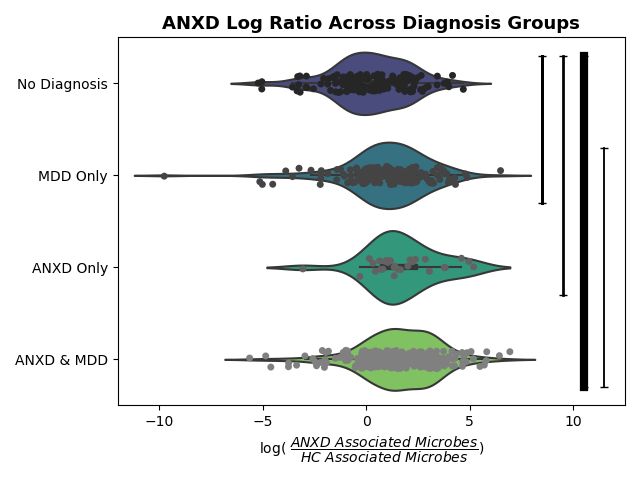 ANXD Log Ratio Across Diagnosis Groups
No Diagnosis
MDD Only
ANXD Only
ANXD & MDD
−10 −5 0 5 10
log( ANXD Associated Microbes / HC Associated Microbes )